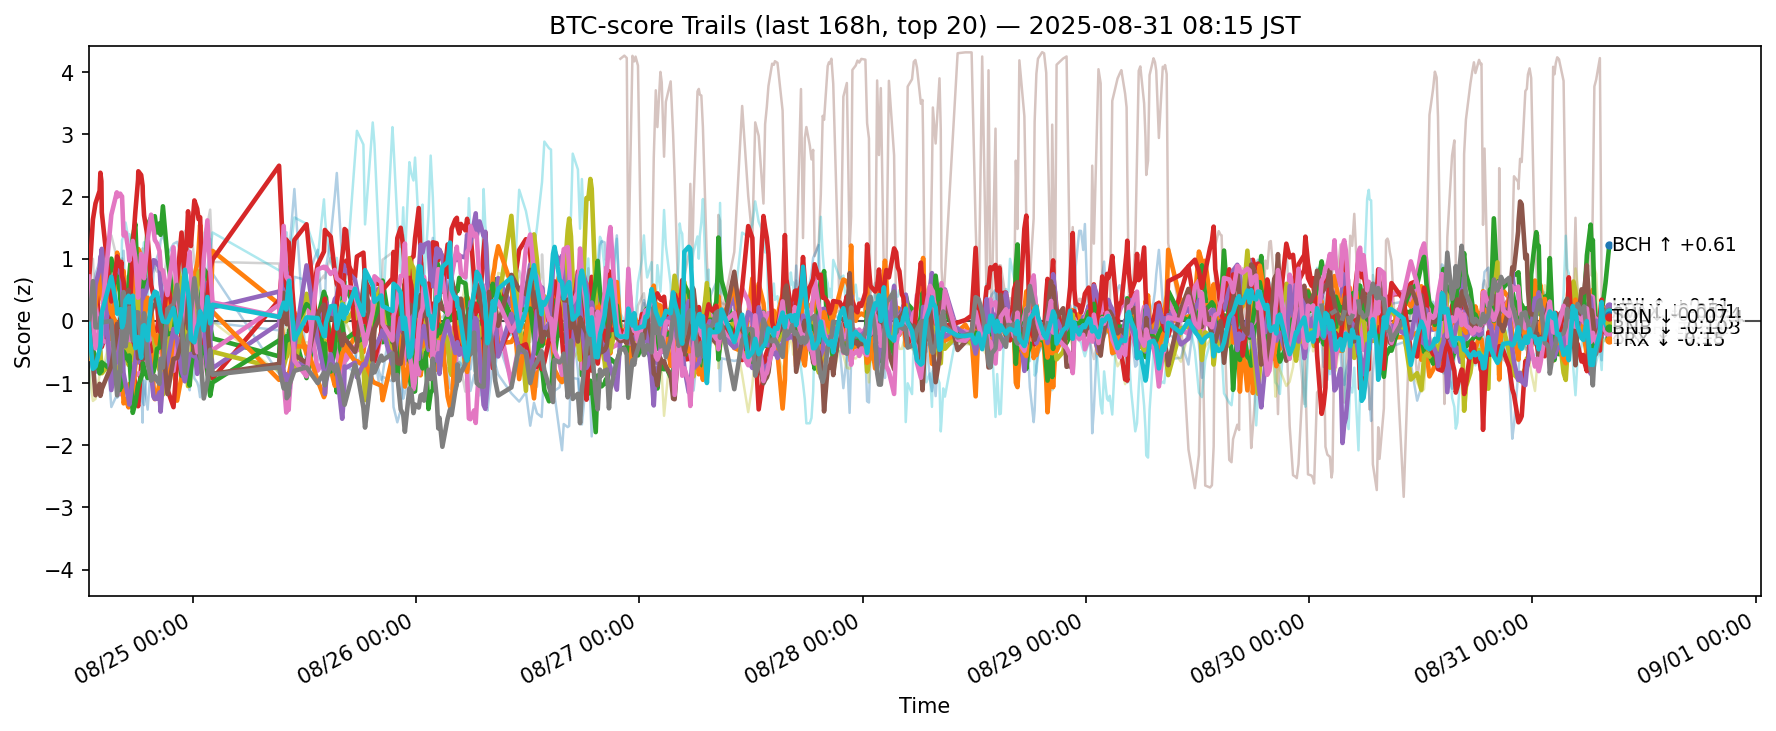 BTC-score Trails (last 168h, top 20) — 2025-08-31 08:15 JST
Score (z)
4
3
2
1
0
−1
−2
−3
−4
BCH ↑ +0.61
TON ↓ -0.07
BNB ↓ -0.10
TRX ↓ -0.15
08/25 00:00
08/26 00:00
08/27 00:00
08/28 00:00
08/29 00:00
08/30 00:00
08/31 00:00
09/01 00:00
Time